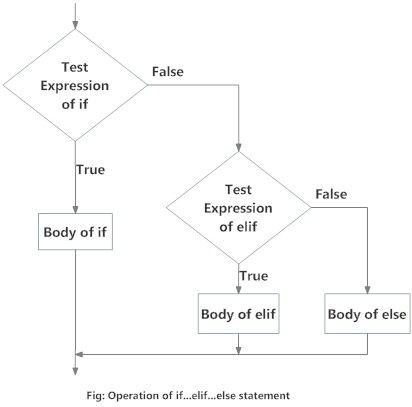 Test
Expression
of if
False
True
Test
Expression
of elif
False
Body of if
True
Body of elif
Body of else
Fig: Operation of if...elif...else statement